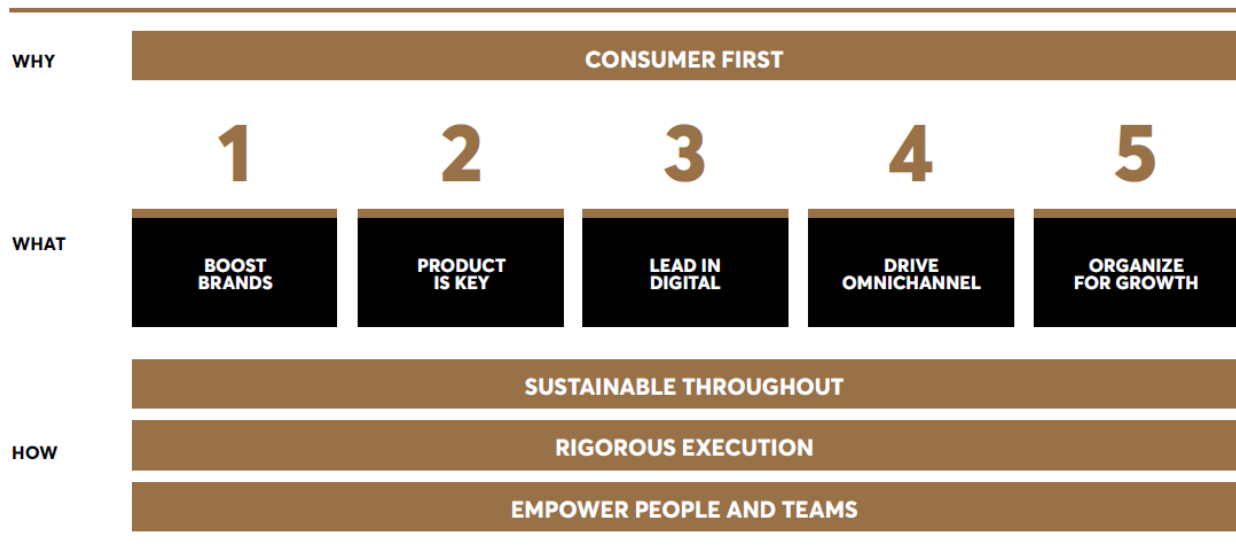 WHY
CONSUMER FIRST
1
2
3
4
5
WHAT
BOOST
BRANDS
PRODUCT
IS KEY
LEAD IN
DIGITAL
DRIVE
OMNICHANNEL
ORGANIZE
FOR GROWTH
HOW
SUSTAINABLE THROUGHOUT
RIGOROUS EXECUTION
EMPOWER PEOPLE AND TEAMS